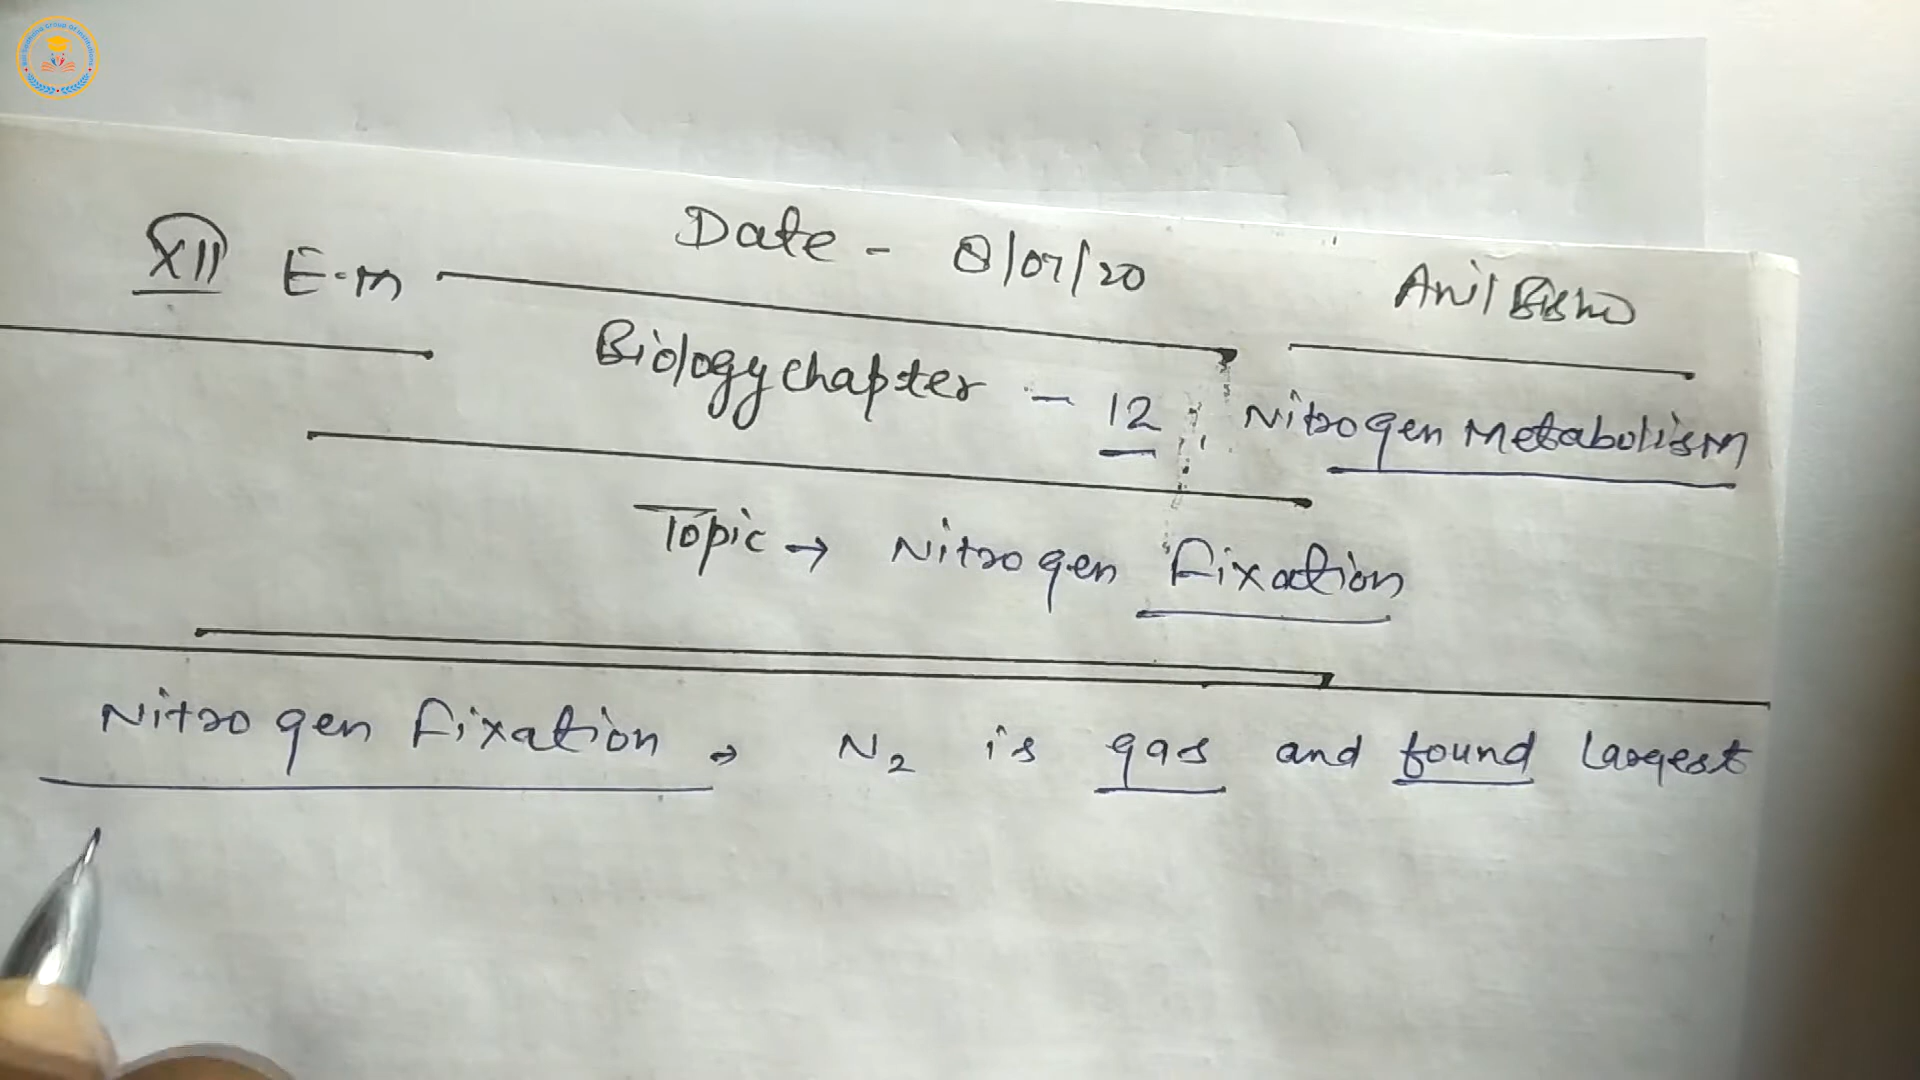 XII E-m Date - 8/07/20 Anil
Biology chapter - 12 Nitrogen Metabolism
Topic → Nitrogen Fixation
Nitrogen Fixation → N₂ is gas and found largest